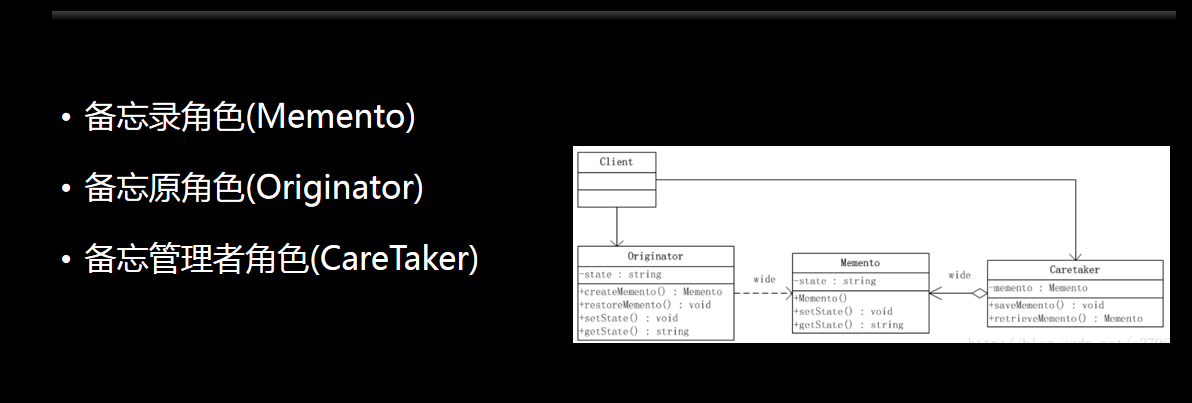 • 备忘录角色(Memento)
• 备忘原角色(Originator)
• 备忘管理者角色(CareTaker)
Client
Originator
-state : string
+createMemento() : Memento
+restoreMemento() : void
+setState() : void
+getState() : string
wide
Memento
-state : string
+Memento()
+setState() : void
+getState() : string
wide
Caretaker
-memento : Memento
+saveMemento() : void
+retrieveMemento() : Memento